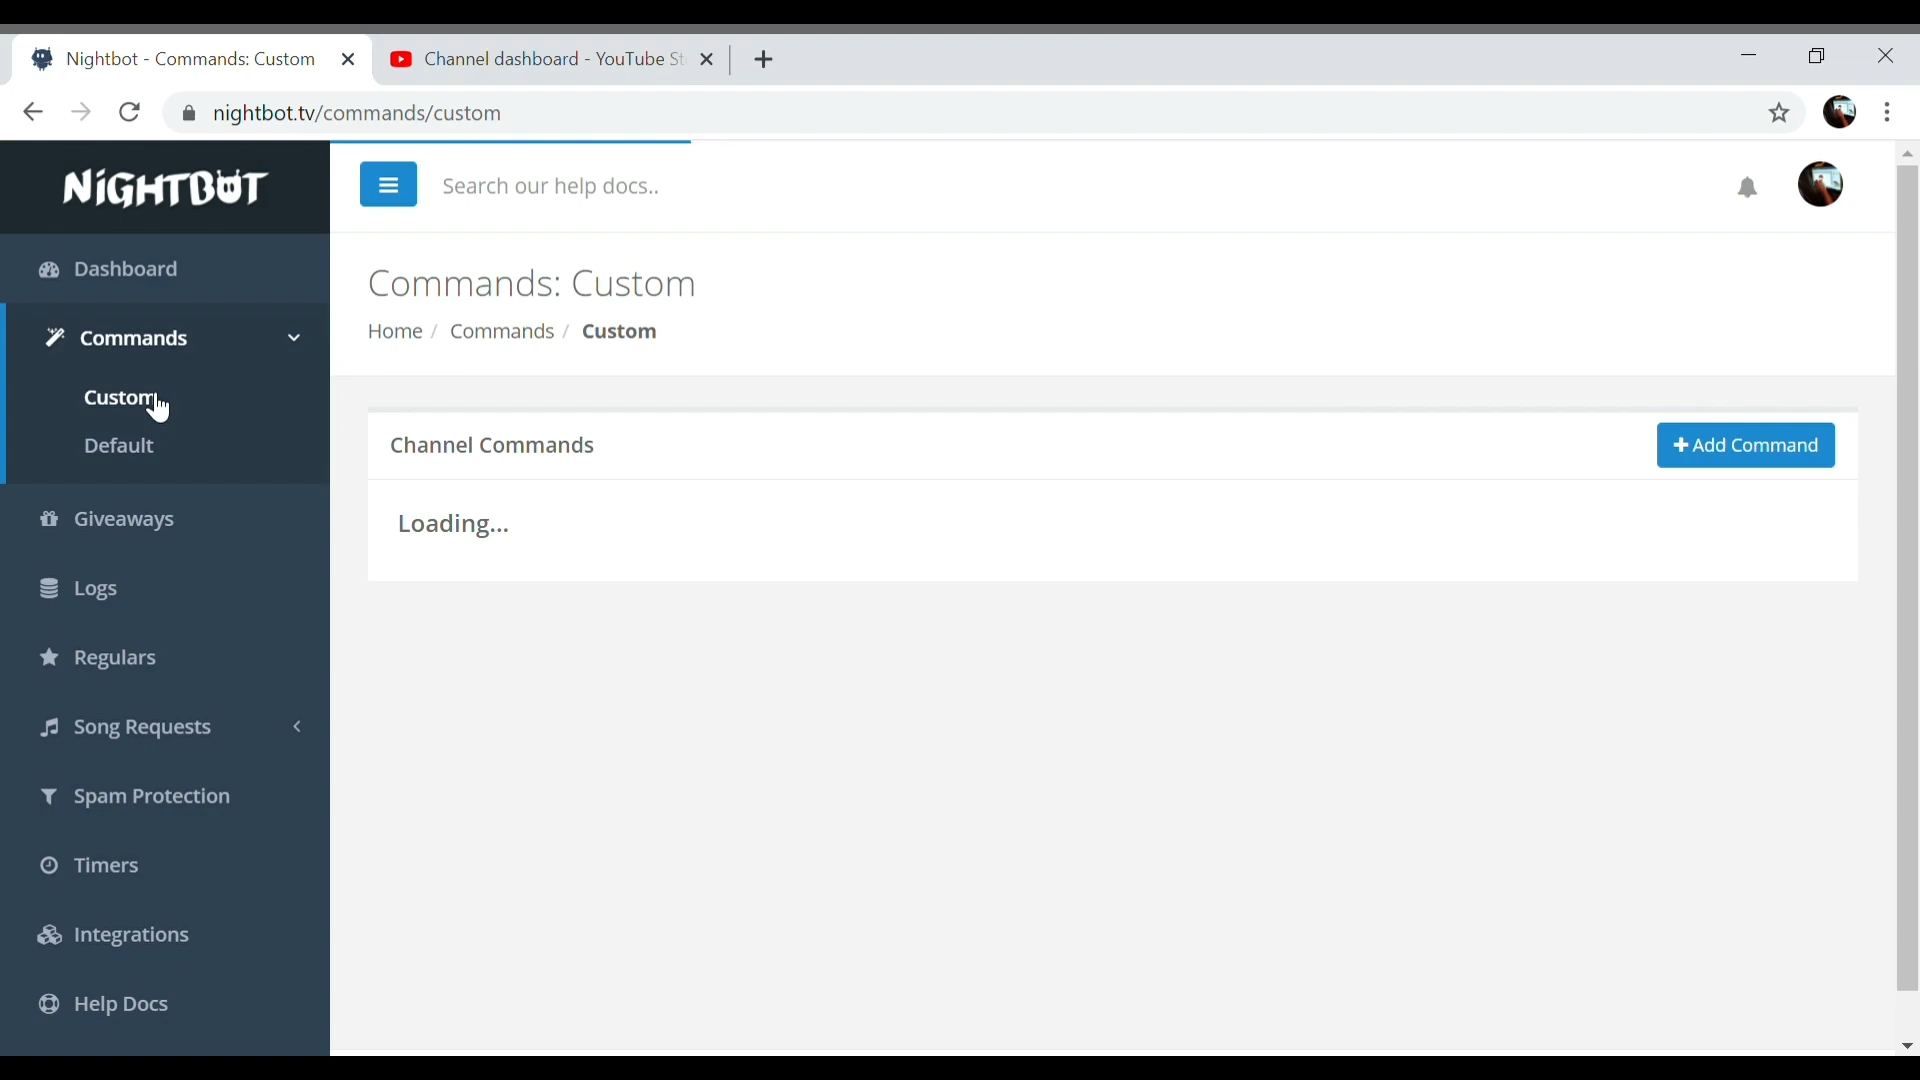 Nightbot - Commands: Custom
Channel dashboard - YouTube St
nightbot.tv/commands/custom
NiGHTBOT
Search our help docs..
Dashboard
Commands
Custom
Default
Giveaways
Logs
Regulars
Song Requests
Spam Protection
Timers
Integrations
Help Docs
Commands: Custom
Home / Commands / Custom
Channel Commands
+ Add Command
Loading...